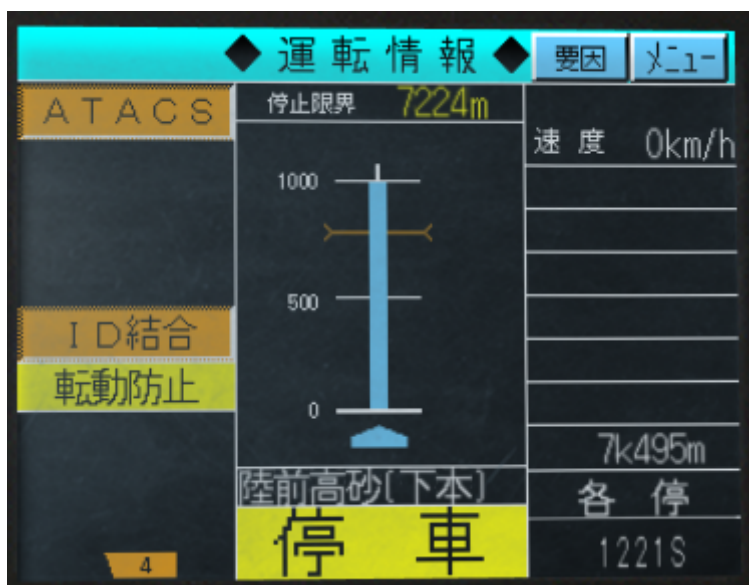 ◆ 運転情報 ◆ 要因 メニュー
ATACS
停止限界 7224m
速度 0km/h
1000
500
ID結合
転動防止
0
7k495m
陸前高砂(下本)
各停
停車
1221S
4